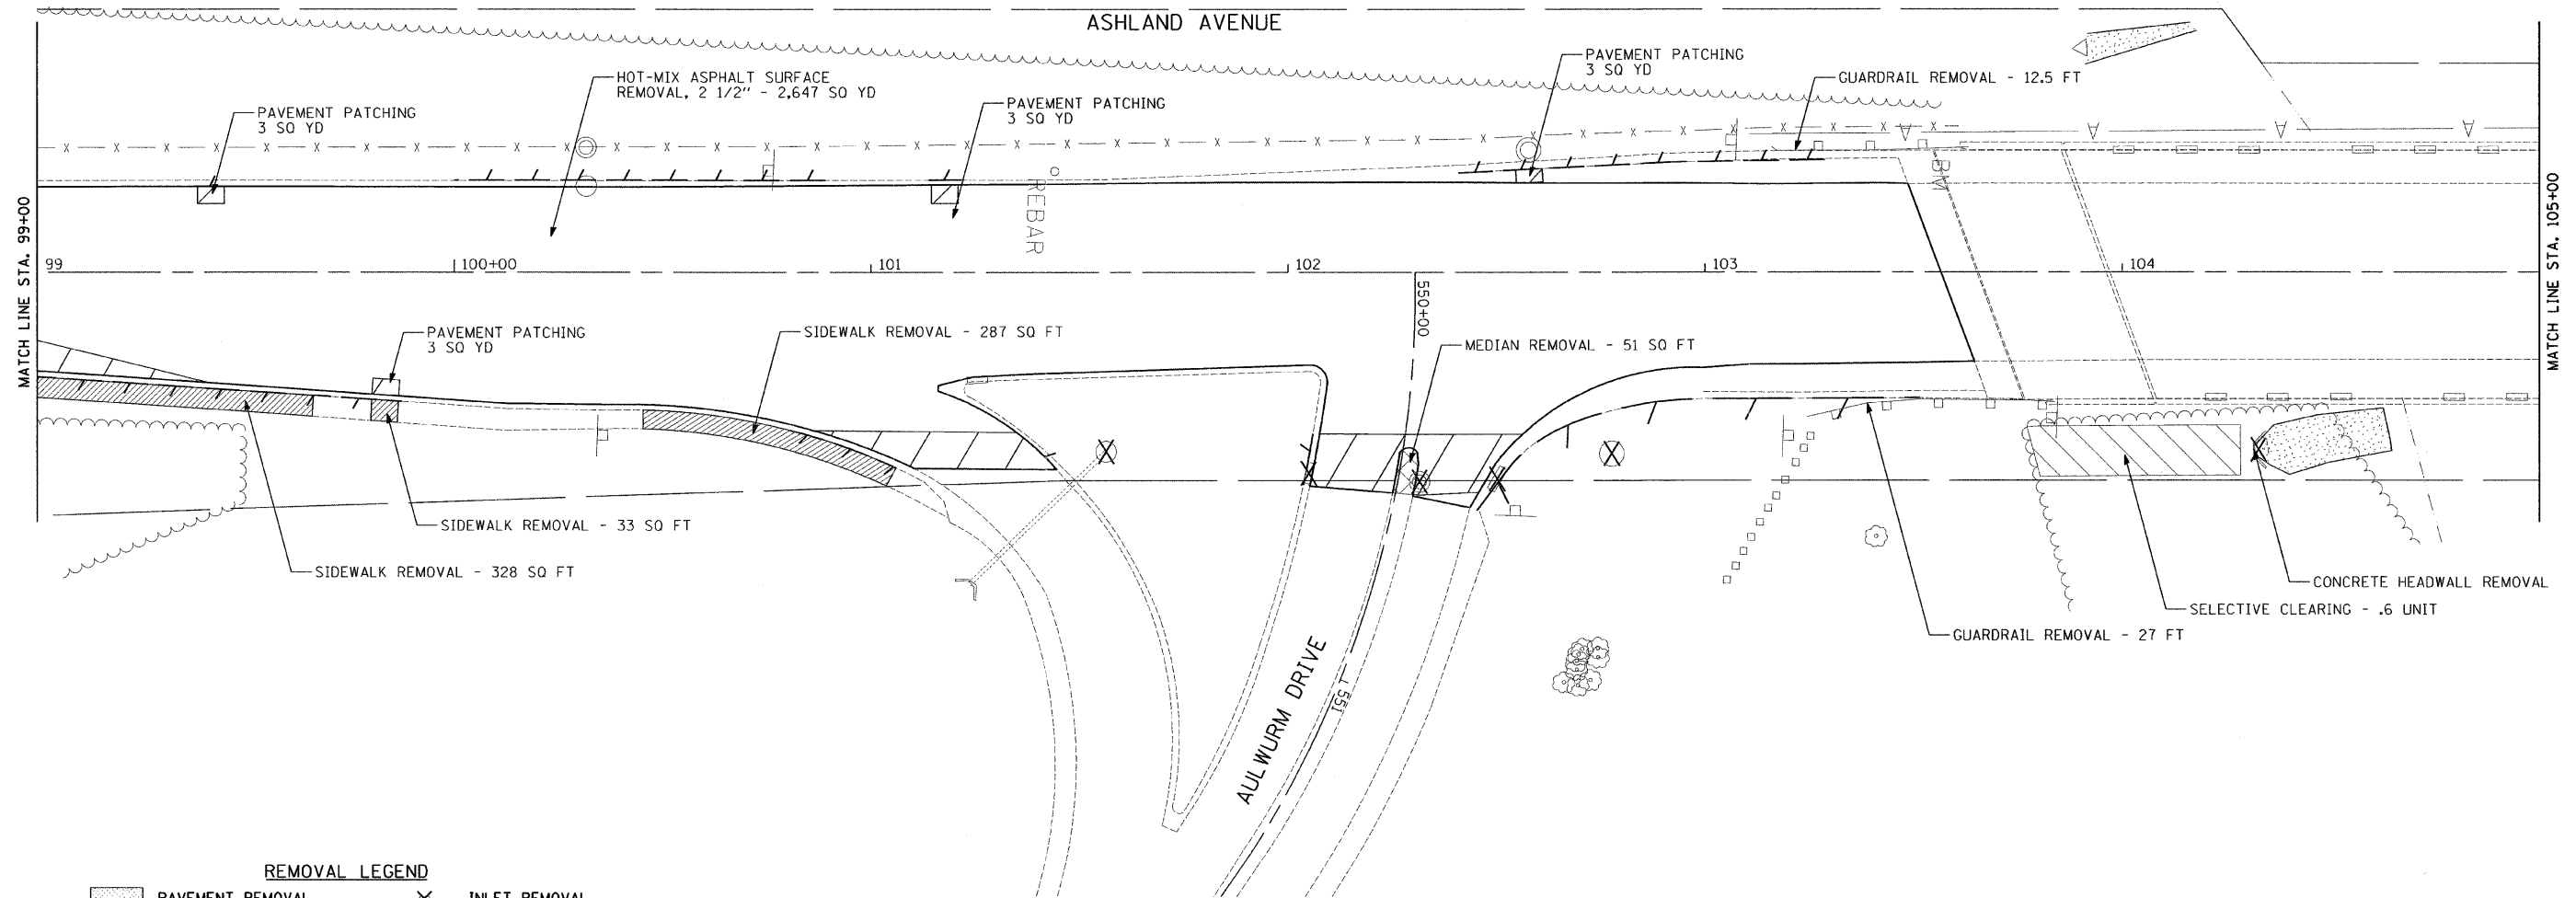 ASHLAND AVENUE
PAVEMENT PATCHING
3 SQ YD
HOT-MIX ASPHALT SURFACE
REMOVAL, 2 1/2" - 2,647 SQ YD
GUARDRAIL REMOVAL - 12.5 FT
PAVEMENT PATCHING
3 SQ YD
PAVEMENT PATCHING
3 SQ YD
REBAR
BM
MATCH LINE STA. 99+00
MATCH LINE STA. 105+00
99
100+00
101
102
103
104
550+00
PAVEMENT PATCHING
3 SQ YD
SIDEWALK REMOVAL - 287 SQ FT
MEDIAN REMOVAL - 51 SQ FT
SIDEWALK REMOVAL - 33 SQ FT
SIDEWALK REMOVAL - 328 SQ FT
CONCRETE HEADWALL REMOVAL
SELECTIVE CLEARING - .6 UNIT
GUARDRAIL REMOVAL - 27 FT
AULWURM DRIVE
551
REMOVAL LEGEND
PAVEMENT REMOVAL
INLET REMOVAL